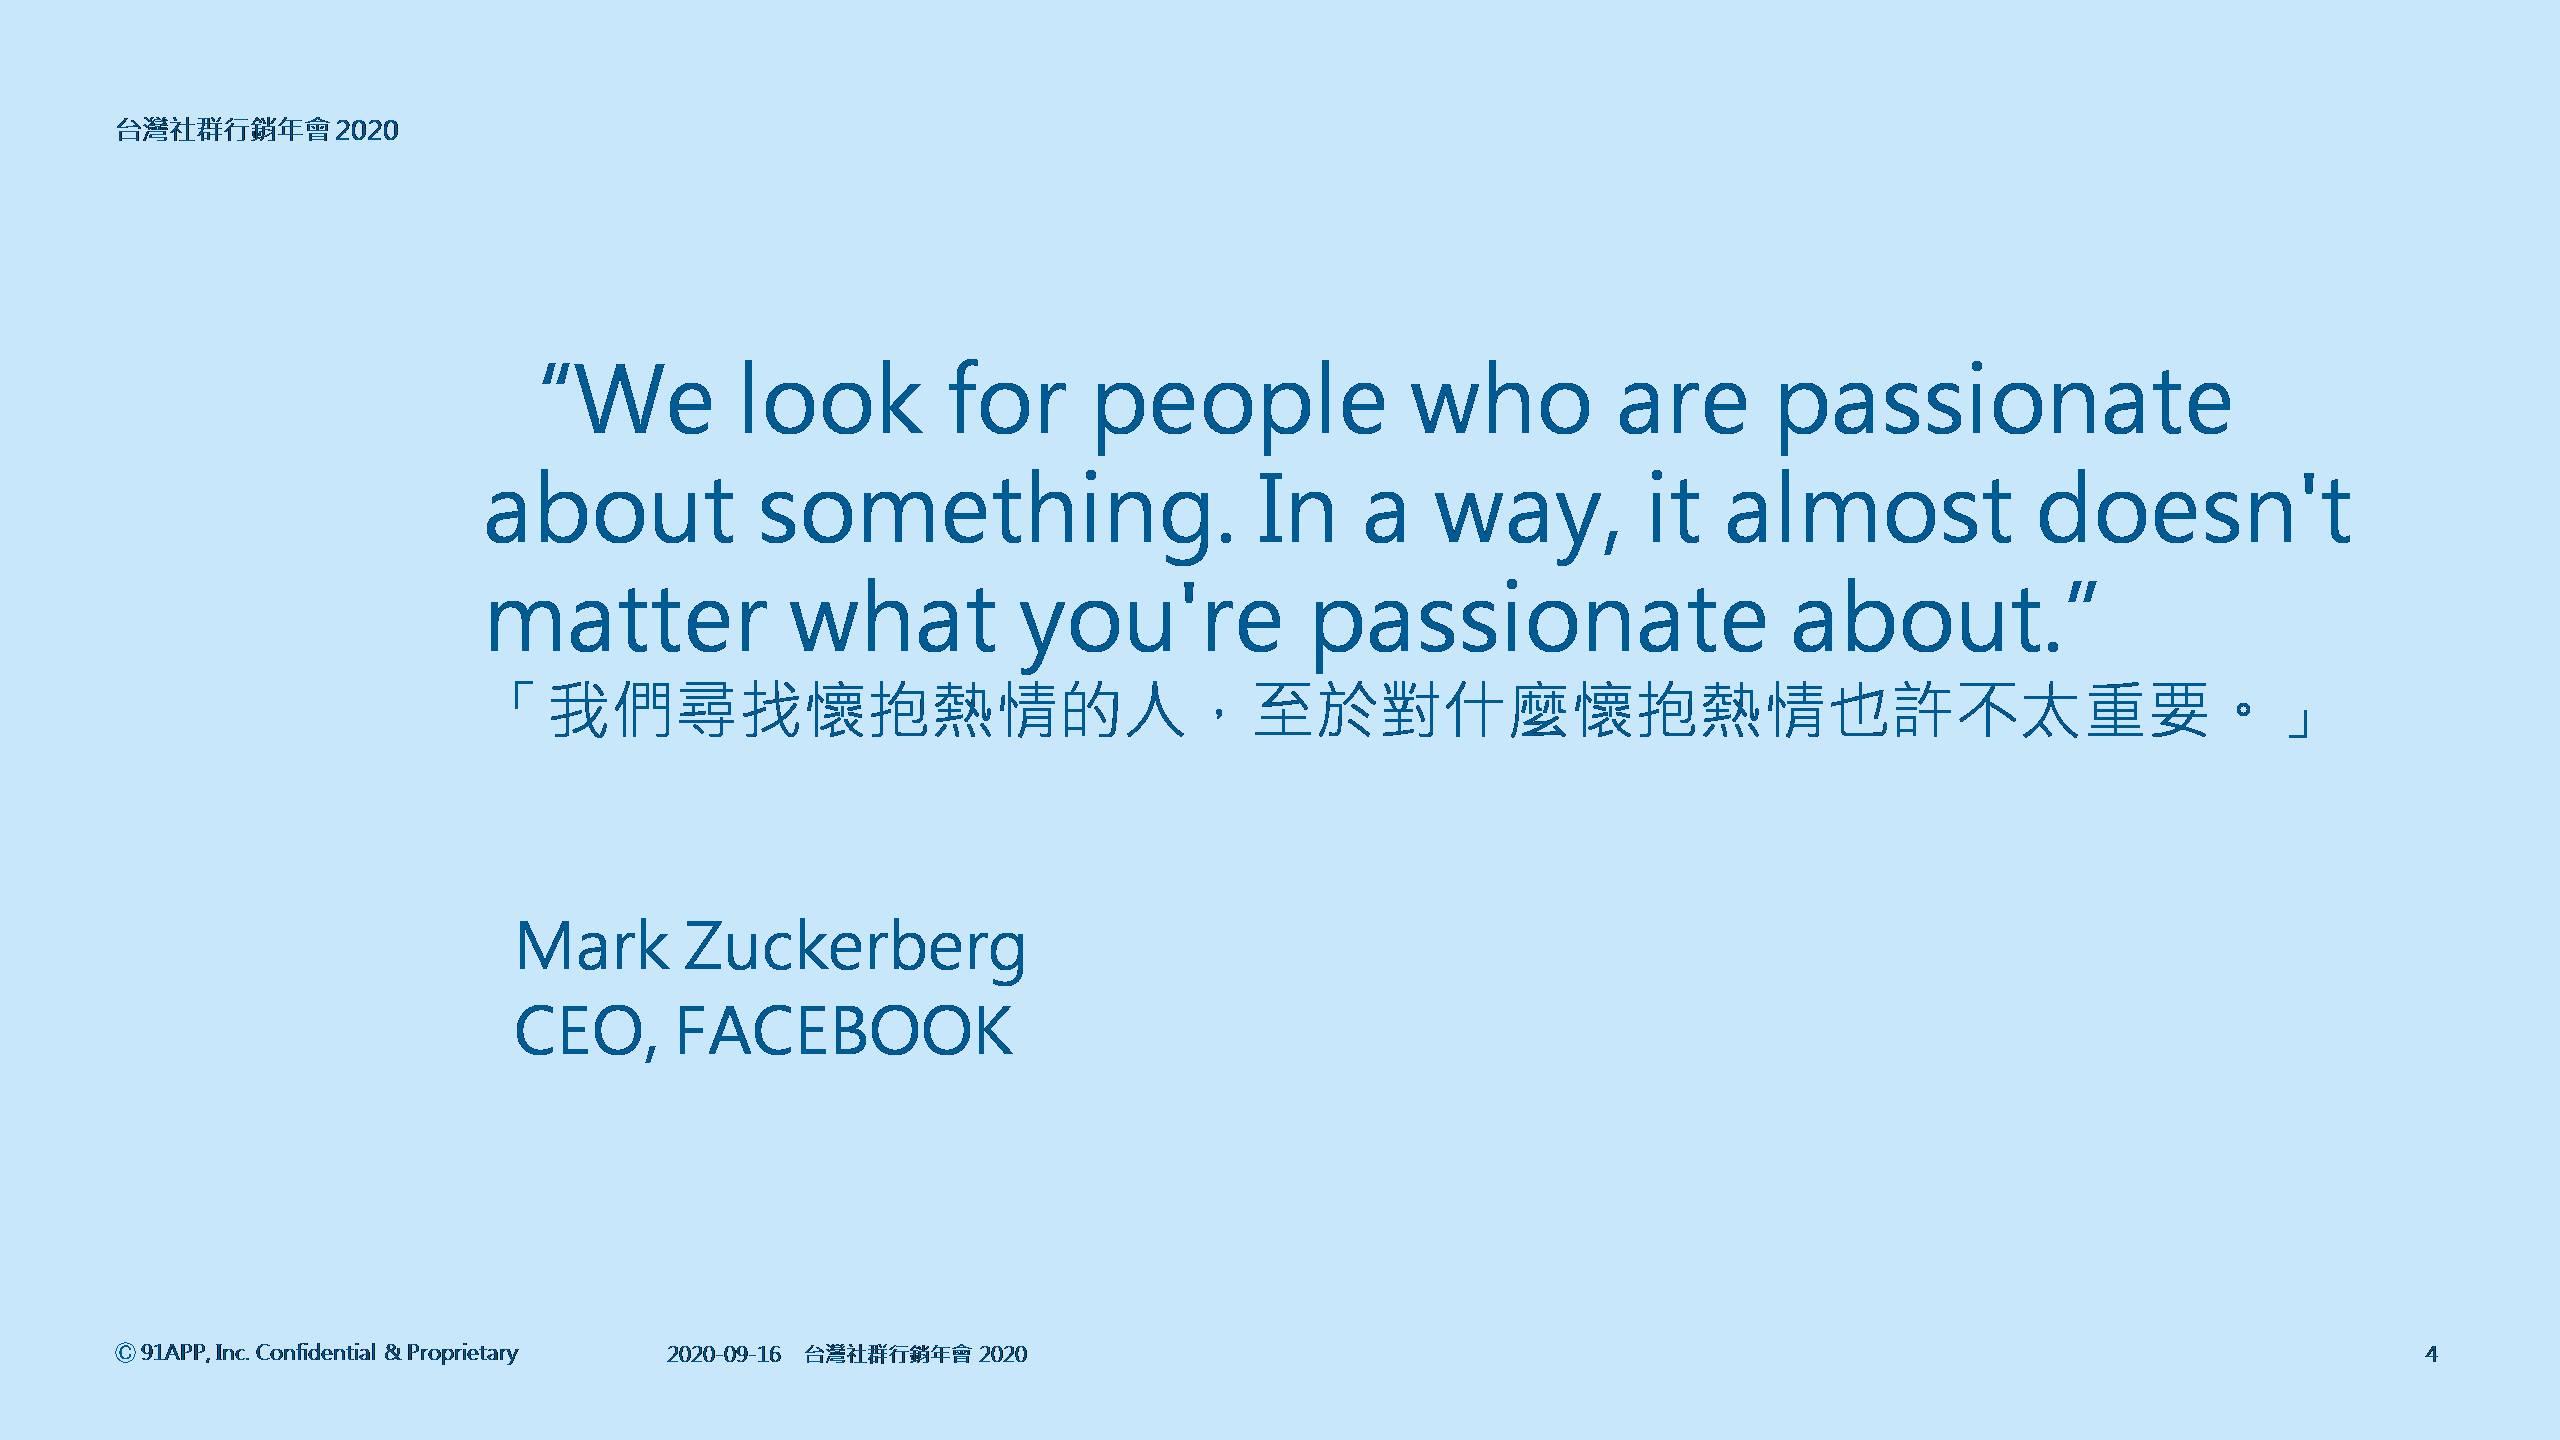 台灣社群行銷年會 2020
“We look for people who are passionate
about something. In a way, it almost doesn't
matter what you're passionate about.”
「我們尋找懷抱熱情的人，至於對什麼懷抱熱情也許不太重要。」
Mark Zuckerberg
CEO, FACEBOOK
© 91APP, Inc. Confidential & Proprietary
2020-09-16 台灣社群行銷年會 2020
4